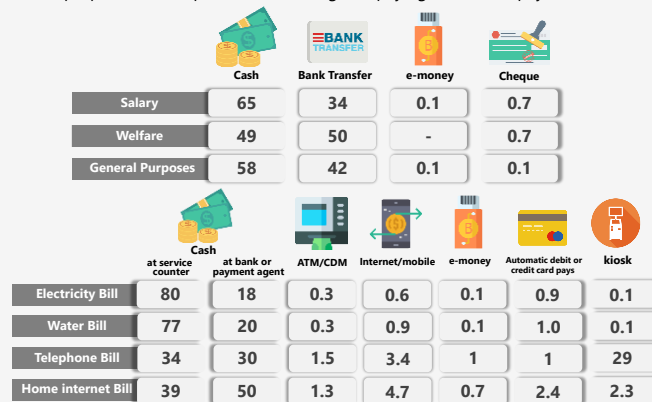 BANK
TRANSFER
Cash Bank Transfer e-money Cheque
Salary 65 34 0.1 0.7
Welfare 49 50 - 0.7
General Purposes 58 42 0.1 0.1
Cash
at service counter at bank or payment agent ATM/CDM Internet/mobile e-money Automatic debit or credit card pays kiosk
Electricity Bill 80 18 0.3 0.6 0.1 0.9 0.1
Water Bill 77 20 0.3 0.9 0.1 1.0 0.1
Telephone Bill 34 30 1.5 3.4 1 1 29
Home internet Bill 39 50 1.3 4.7 0.7 2.4 2.3